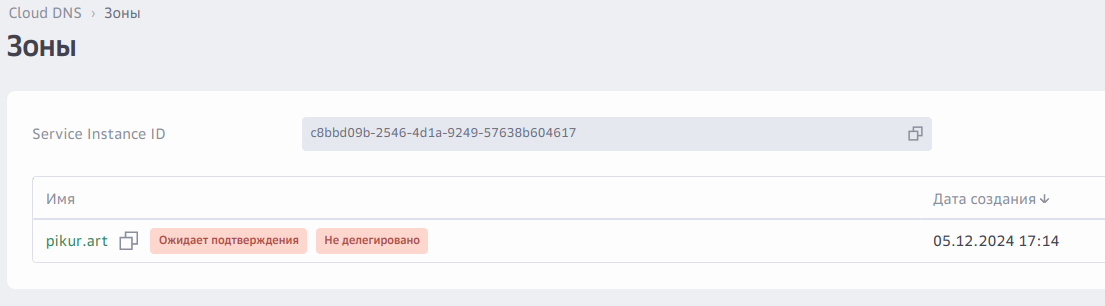 Cloud DNS › Зоны
Зоны
Service Instance ID c8bbd09b-2546-4d1a-9249-57638b604617
Имя Дата создания ↓
pikur.art Ожидает подтверждения Не делегировано 05.12.2024 17:14